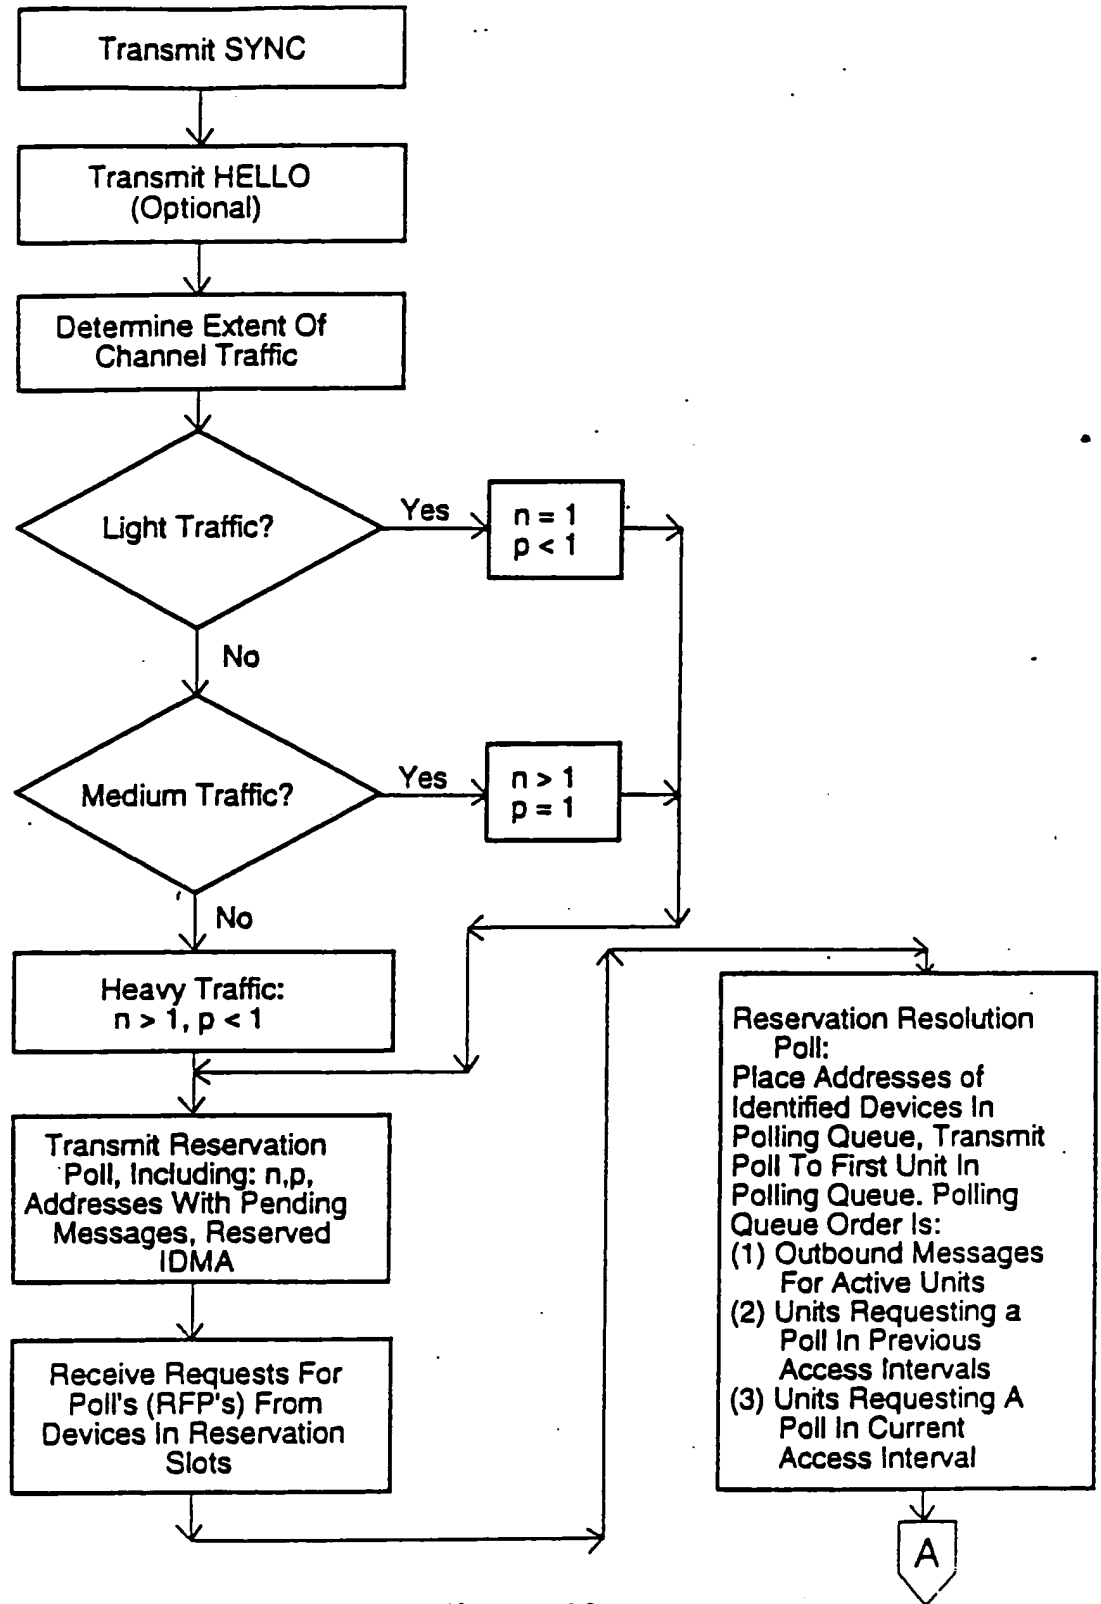 Transmit SYNC
Transmit HELLO
(Optional)
Determine Extent Of
Channel Traffic
Light Traffic?
Yes
n = 1
p < 1
No
Medium Traffic?
Yes
n > 1
p = 1
No
Heavy Traffic:
n > 1, p < 1
Transmit Reservation
Poll, Including: n,p,
Addresses With Pending
Messages, Reserved
IDMA
Receive Requests For
Poll's (RFP's) From
Devices In Reservation
Slots
Reservation Resolution
Poll:
Place Addresses of
Identified Devices In
Polling Queue, Transmit
Poll To First Unit In
Polling Queue. Polling
Queue Order Is:
(1) Outbound Messages
For Active Units
(2) Units Requesting a
Poll In Previous
Access Intervals
(3) Units Requesting A
Poll In Current
Access Interval
A